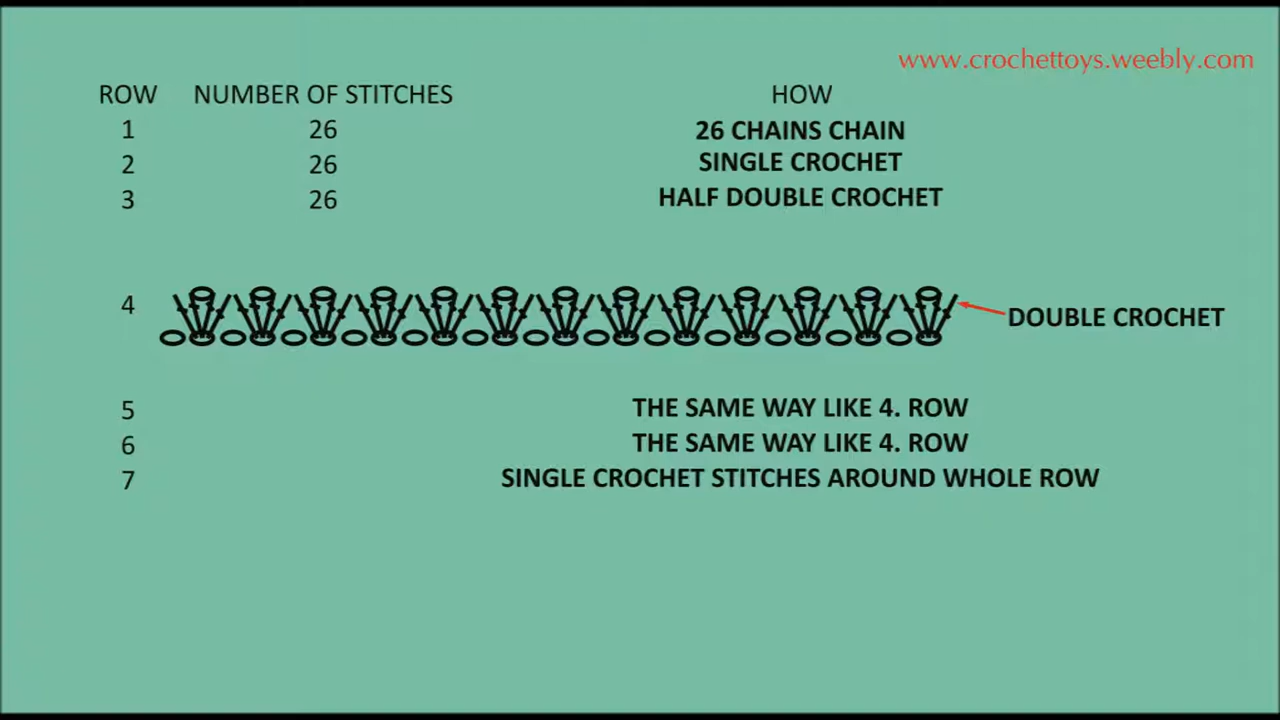 www.crochettoys.weebly.com
ROW NUMBER OF STITCHES HOW
1 26 26 CHAINS CHAIN
2 26 SINGLE CROCHET
3 26 HALF DOUBLE CROCHET
4 DOUBLE CROCHET
5 THE SAME WAY LIKE 4. ROW
6 THE SAME WAY LIKE 4. ROW
7 SINGLE CROCHET STITCHES AROUND WHOLE ROW